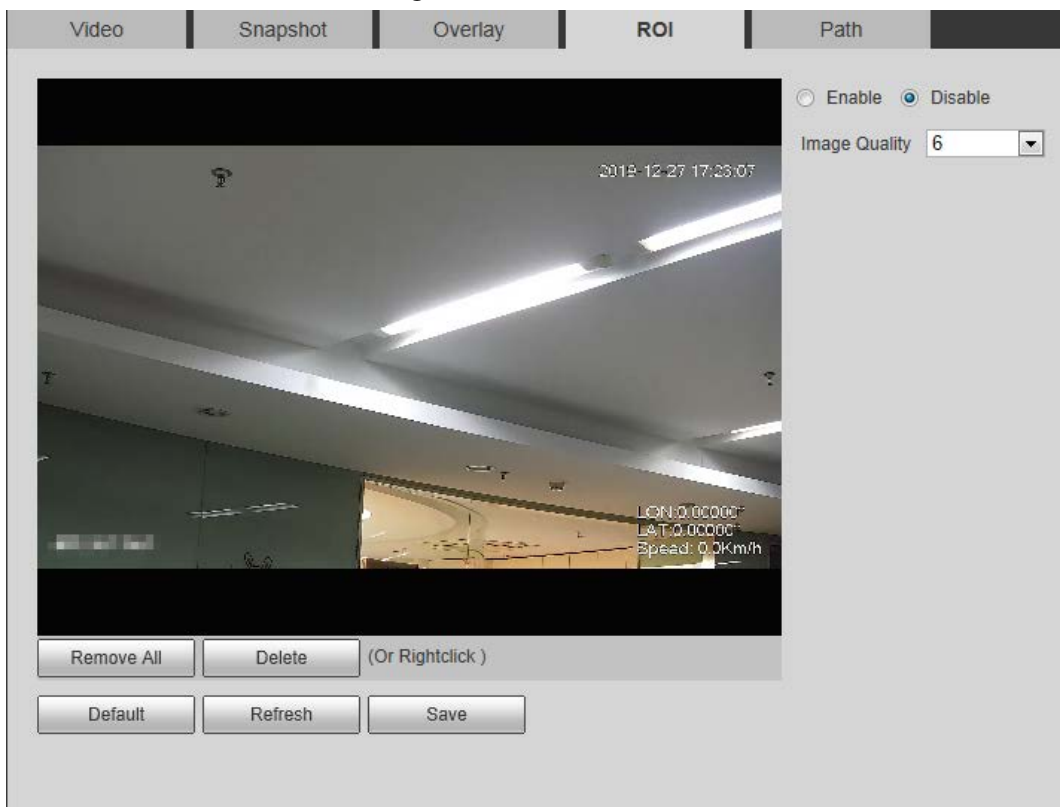 Video Snapshot Overlay ROI Path
Enable Disable
Image Quality 6
2019-12-27 17:23:07
LON:0.00000°
LAT:0.00000°
Speed: 0.0Km/h
Remove All Delete (Or Rightclick )
Default Refresh Save